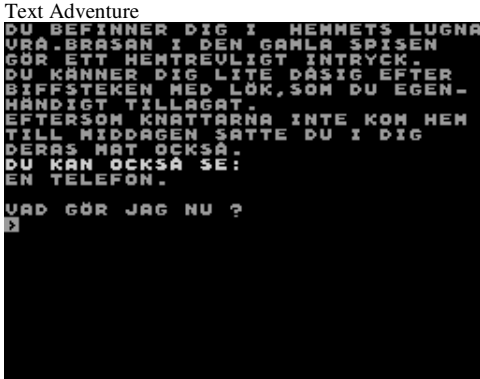 Text Adventure
DU BEFINNER DIG I HEMMETS LUGNA
VRÅ.BRASAN I DEN GAMLA SPISEN
GÖR ETT HEMTREVLIGT INTRYCK.
DU KÄNNER DIG LITE DÅSIG EFTER
BIFFSTEKEN MED LÖK,SOM DU EGEN-
HÄNDIGT TILLAGAT.
EFTERSOM KNATTARNA INTE KOM HEM
TILL MIDDAGEN SATTE DU I DIG
DERAS MAT OCKSÅ.
DU KAN OCKSÅ SE:
EN TELEFON.
VAD GÖR JAG NU ?
>